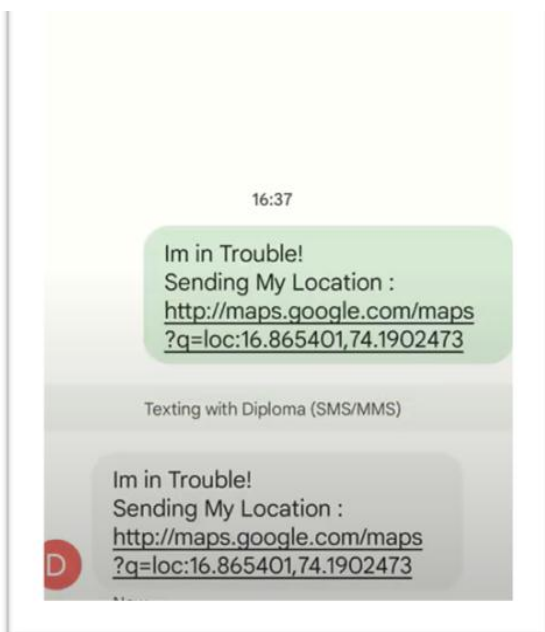 16:37
Im in Trouble!
Sending My Location :
http://maps.google.com/maps
?q=loc:16.865401,74.1902473
Texting with Diploma (SMS/MMS)
Im in Trouble!
Sending My Location :
http://maps.google.com/maps
D
?q=loc:16.865401,74.1902473